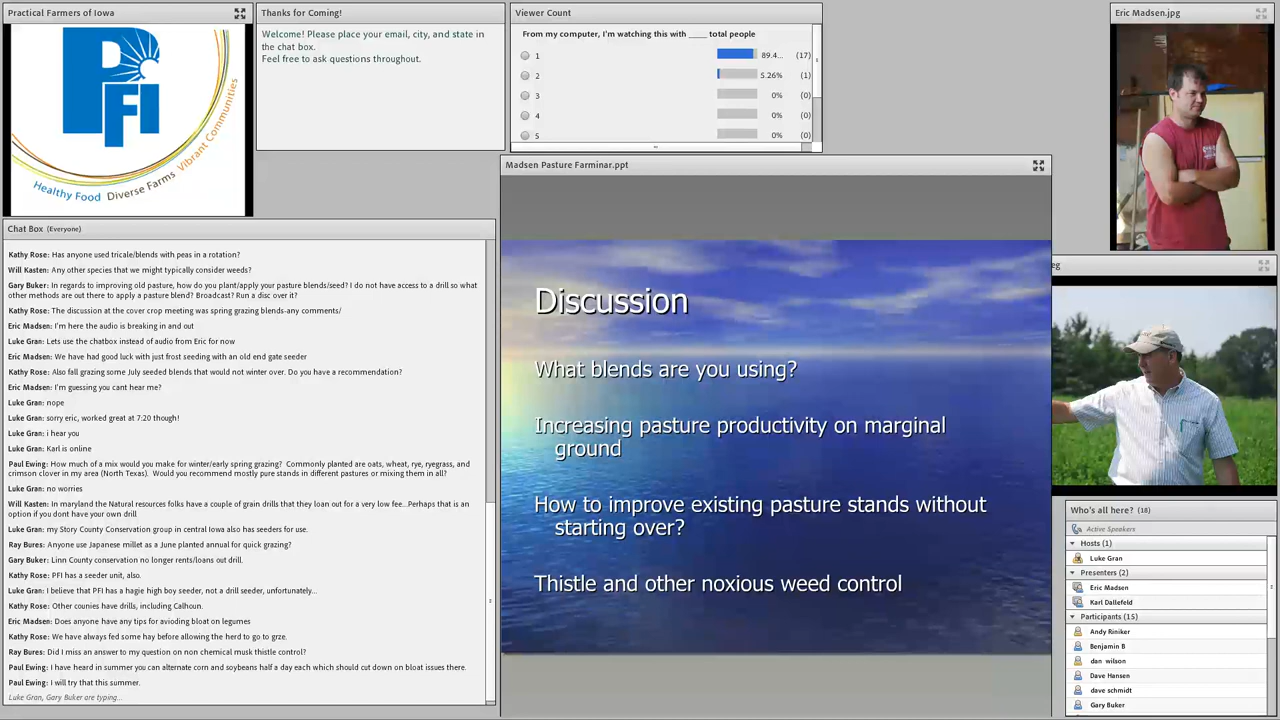 Practical Farmers of Iowa
PFI
Healthy Food Diverse Farms Vibrant Communities
Thanks for Coming!
Welcome! Please place your email, city, and state in
the chat box.
Feel free to ask questions throughout.
Viewer Count
From my computer, I'm watching this with ____ total people
1 89.4... (17)
2 5.26% (1)
3 0% (0)
4 0% (0)
5 0% (0)
Eric Madsen.jpg
Chat Box (Everyone)
Kathy Rose: Has anyone used tricale/blends with peas in a rotation?
Will Kasten: Any other species that we might typically consider weeds?
Gary Buker: In regards to improving old pasture, how do you plant/apply your pasture blends/seed? I do not have access to a drill so what
other methods are out there to apply a pasture blend? Broadcast? Run a disc over it?
Kathy Rose: The discussion at the cover crop meeting was spring grazing blends-any comments/
Eric Madsen: I'm here the audio is breaking in and out
Luke Gran: Lets use the chatbox instead of audio from Eric for now
Eric Madsen: We have had good luck with just frost seeding with an old end gate seeder
Kathy Rose: Also fall grazing some July seeded blends that would not winter over. Do you have a recommendation?
Eric Madsen: I'm guessing you cant hear me?
Luke Gran: nope
Luke Gran: sorry eric, worked great at 7:20 though!
Luke Gran: i hear you
Luke Gran: Karl is online
Paul Ewing: How much of a mix would you make for winter/early spring grazing? Commonly planted are oats, wheat, rye, ryegrass, and
crimson clover in my area (North Texas). Would you recommend mostly pure stands in different pastures or mixing them in all?
Luke Gran: no worries
Will Kasten: In maryland the Natural resources folks have a couple of grain drills that they loan out for a very low fee...Perhaps that is an
option if you dont have your own drill
Luke Gran: my Story County Conservation group in central Iowa also has seeders for use.
Ray Bures: Anyone use Japanese millet as a June planted annual for quick grazing?
Gary Buker: Linn County conservation no longer rents/loans out drill.
Kathy Rose: PFI has a seeder unit, also.
Luke Gran: I believe that PFI has a hagie high boy seeder, not a drill seeder, unfortunately...
Kathy Rose: Other counies have drills, including Calhoun.
Eric Madsen: Does anyone have any tips for avioding bloat on legumes
Kathy Rose: We have always fed some hay before allowing the herd to go to grze.
Ray Bures: Did I miss an answer to my question on non chemical musk thistle control?
Paul Ewing: I have heard in summer you can alternate corn and soybeans half a day each which should cut down on bloat issues there.
Paul Ewing: I will try that this summer.
Luke Gran, Gary Buker are typing...
Madsen Pasture Farminar.ppt
Discussion
What blends are you using?
Increasing pasture productivity on marginal
ground
How to improve existing pasture stands without
starting over?
Thistle and other noxious weed control
eg
Who's all here? (18)
Active Speakers
Hosts (1)
Luke Gran
Presenters (2)
Eric Madsen
Karl Dallefeld
Participants (15)
Andy Riniker
Benjamin B
dan wilson
Dave Hansen
dave schmidt
Gary Buker